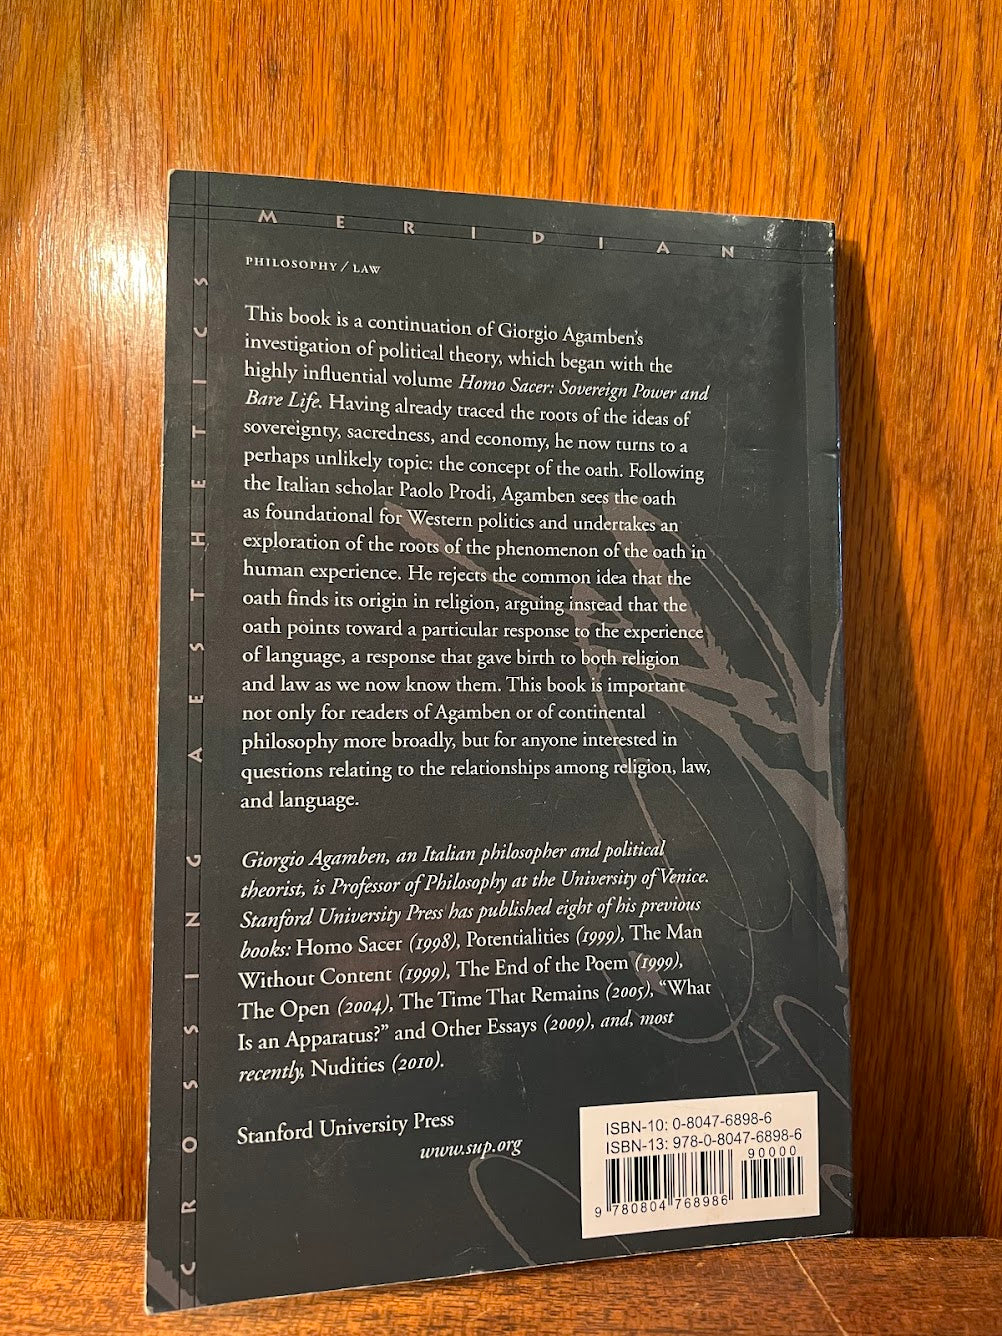 MERIDIAN
CROSSING AESTHETICS
PHILOSOPHY / LAW
This book is a continuation of Giorgio Agamben's
investigation of political theory, which began with the
highly influential volume Homo Sacer: Sovereign Power and
Bare Life. Having already traced the roots of the ideas of
sovereignty, sacredness, and economy, he now turns to a
perhaps unlikely topic: the concept of the oath. Following
the Italian scholar Paolo Prodi, Agamben sees the oath
as foundational for Western politics and undertakes an
exploration of the roots of the phenomenon of the oath in
human experience. He rejects the common idea that the
oath finds its origin in religion, arguing instead that the
oath points toward a particular response to the experience
of language, a response that gave birth to both religion
and law as we now know them. This book is important
not only for readers of Agamben or of continental
philosophy more broadly, but for anyone interested in
questions relating to the relationships among religion, law,
and language.
Giorgio Agamben, an Italian philosopher and political
theorist, is Professor of Philosophy at the University of Venice.
Stanford University Press has published eight of his previous
books: Homo Sacer (1998), Potentialities (1999), The Man
Without Content (1999), The End of the Poem (1999),
The Open (2004), The Time That Remains (2005), “What
Is an Apparatus?” and Other Essays (2009), and, most
recently, Nudities (2010).
Stanford University Press
www.sup.org
ISBN-10: 0-8047-6898-6
ISBN-13: 978-0-8047-6898-6
90000
9 780804 768986